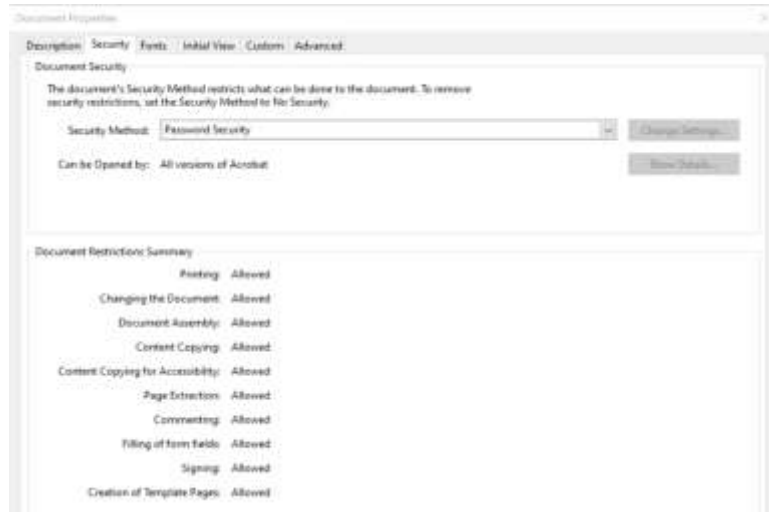 Document Properties
Description Security Fonts Initial View Custom Advanced
Document Security
The document's Security Method restricts what can be done to the document. To remove
security restrictions, set the Security Method to No Security.
Security Method: Password Security Change Settings...
Can be Opened by: All versions of Acrobat Show Details...
Document Restrictions Summary
Printing: Allowed
Changing the Document: Allowed
Document Assembly: Allowed
Content Copying: Allowed
Content Copying for Accessibility: Allowed
Page Extraction: Allowed
Commenting: Allowed
Filling of form fields: Allowed
Signing: Allowed
Creation of Template Pages: Allowed